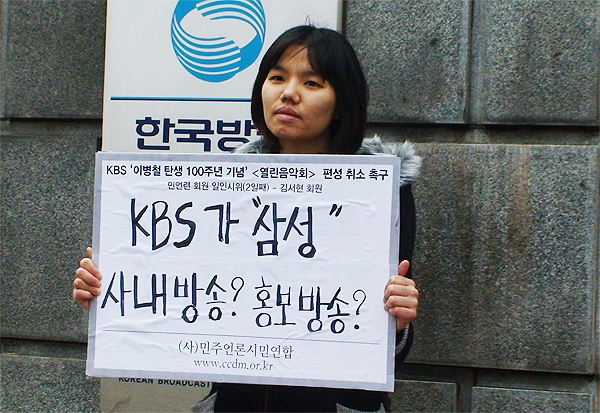 한국방
KBS ‘이병철 탄생 100주년 기념’ <열린음악회> 편성 취소 촉구
민언련 회원 일인시위(2일째) - 김서현 회원
KBS가 "삼성"
사내방송? 홍보방송?
(사)민주언론시민연합
www.ccdm.or.kr
KOREAN BROADCAST